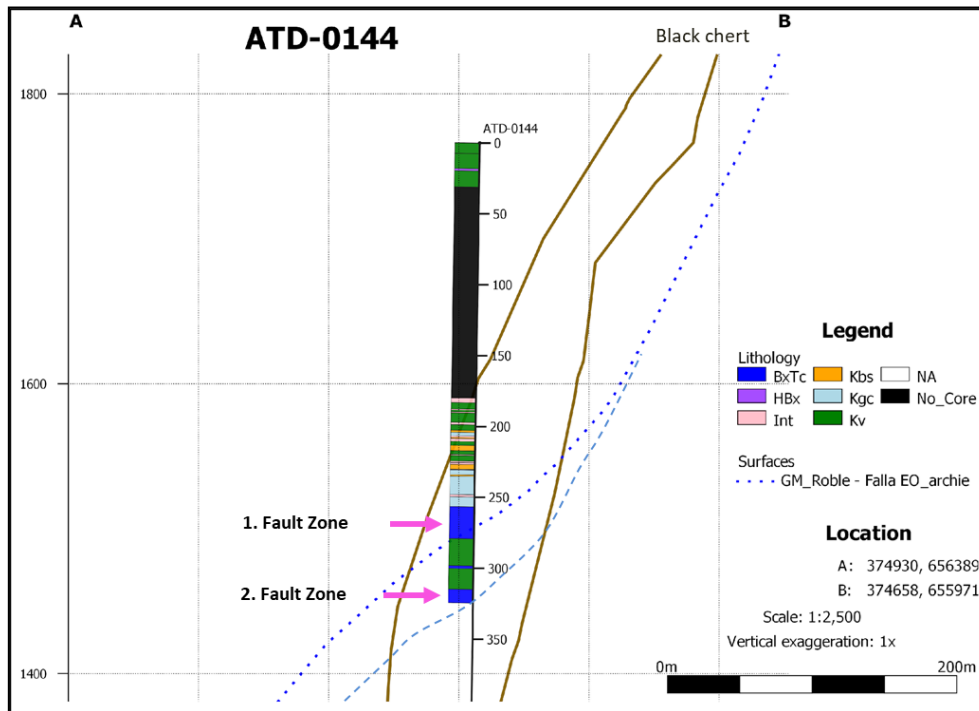 A
B
ATD-0144
Black chert
1800
1600
1400
ATD-0144
0
50
100
150
200
250
300
350
1. Fault Zone
2. Fault Zone
Legend
Lithology
BxTc
Kbs
NA
HBx
Kgc
No_Core
Int
Kv
Surfaces
GM_Roble - Falla EO_archie
Location
A: 374930, 656389
B: 374658, 655971
Scale: 1:2,500
Vertical exaggeration: 1x
0m
200m